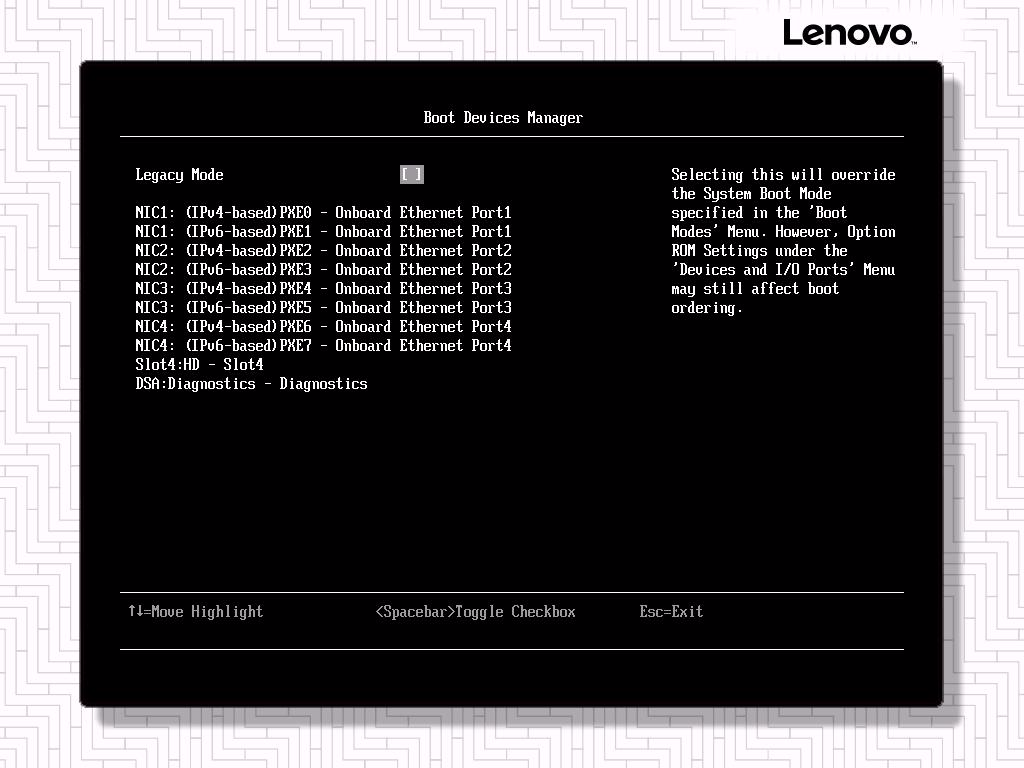 Lenovo™
Boot Devices Manager
Legacy Mode [ ]
NIC1: (IPv4-based)PXE0 - Onboard Ethernet Port1
NIC1: (IPv6-based)PXE1 - Onboard Ethernet Port1
NIC2: (IPv4-based)PXE2 - Onboard Ethernet Port2
NIC2: (IPv6-based)PXE3 - Onboard Ethernet Port2
NIC3: (IPv4-based)PXE4 - Onboard Ethernet Port3
NIC3: (IPv6-based)PXE5 - Onboard Ethernet Port3
NIC4: (IPv4-based)PXE6 - Onboard Ethernet Port4
NIC4: (IPv6-based)PXE7 - Onboard Ethernet Port4
Slot4:HD - Slot4
DSA:Diagnostics - Diagnostics
Selecting this will override
the System Boot Mode
specified in the 'Boot
Modes' Menu. However, Option
ROM Settings under the
'Devices and I/O Ports' Menu
may still affect boot
ordering.
↑↓=Move Highlight <Spacebar>Toggle Checkbox Esc=Exit